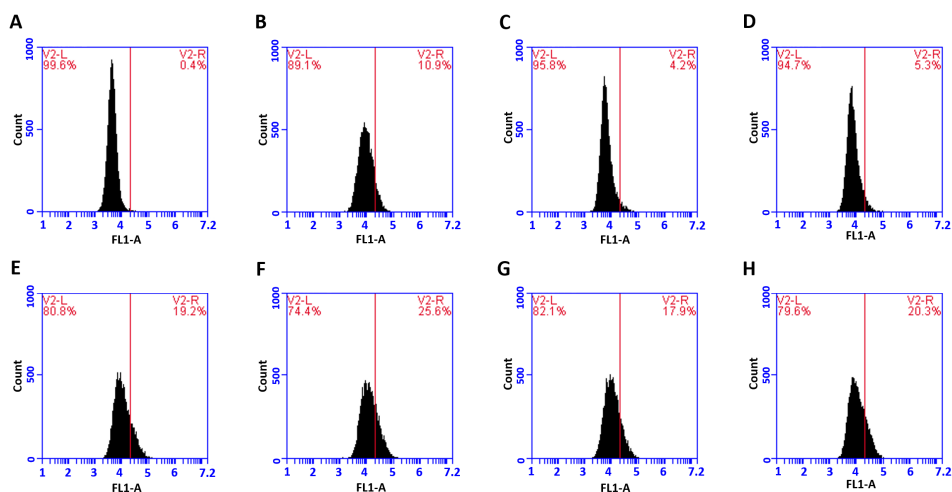 A
B
C
D
1000
V2-L V2-R
99.6% 0.4%
500
0
Count
1 2 3 4 5 6 7.2
FL1-A
1000
V2-L V2-R
89.1% 10.9%
500
0
Count
1 2 3 4 5 6 7.2
FL1-A
1000
V2-L V2-R
95.8% 4.2%
500
0
Count
1 2 3 4 5 6 7.2
FL1-A
1000
V2-L V2-R
94.7% 5.3%
500
0
Count
1 2 3 4 5 6 7.2
FL1-A
E
F
G
H
1000
V2-L V2-R
80.8% 19.2%
500
0
Count
1 2 3 4 5 6 7.2
FL1-A
1000
V2-L V2-R
74.4% 25.6%
500
0
Count
1 2 3 4 5 6 7.2
FL1-A
1000
V2-L V2-R
82.1% 17.9%
500
0
Count
1 2 3 4 5 6 7.2
FL1-A
1000
V2-L V2-R
79.6% 20.3%
500
0
Count
1 2 3 4 5 6 7.2
FL1-A